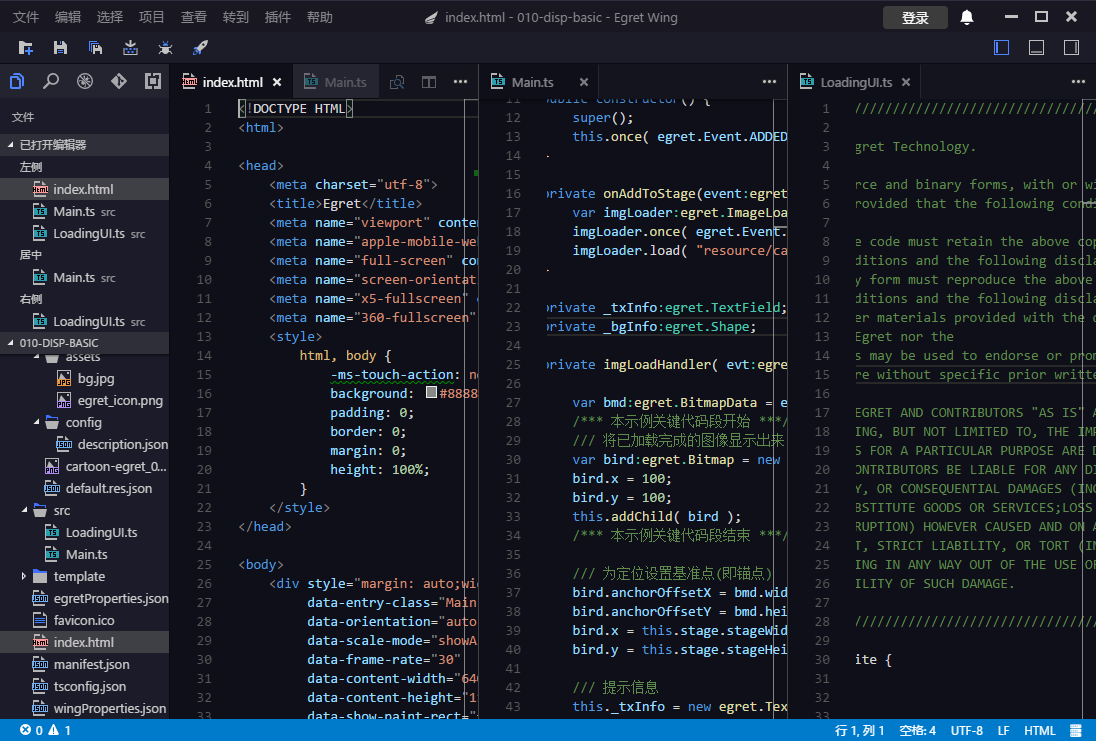 文件 编辑 选择 项目 查看 转到 插件 帮助
index.html - 010-disp-basic - Egret Wing
登录
文件
已打开编辑器
左侧
index.html
Main.ts src
LoadingUI.ts src
居中
Main.ts src
右侧
LoadingUI.ts src
010-DISP-BASIC
assets
bg.jpg
egret_icon.png
config
description.json
cartoon-egret_0...
default.res.json
src
LoadingUI.ts
Main.ts
template
egretProperties.json
favicon.ico
index.html
manifest.json
tsconfig.json
wingProperties.json
index.html Main.ts
1 <!DOCTYPE HTML>
2 <html>
3
4 <head>
5 <meta charset="utf-8">
6 <title>Egret</title>
7 <meta name="viewport" conte
8 <meta name="apple-mobile-we
9 <meta name="full-screen" co
10 <meta name="screen-orientat
11 <meta name="x5-fullscreen"
12 <meta name="360-fullscreen"
13 <style>
14 html, body {
15 -ms-touch-action: n
16 background: #8888
17 padding: 0;
18 border: 0;
19 margin: 0;
20 height: 100%;
21 }
22 </style>
23 </head>
24
25 <body>
26 <div style="margin: auto;wi
27 data-entry-class="Main
28 data-orientation="auto
29 data-scale-mode="showA
30 data-frame-rate="30"
31 data-content-width="64
32 data-content-height="1
33 data-show-paint-rect="
Main.ts
11 public constructor() {
12 super();
13 this.once( egret.Event.ADDED
14
15
16 private onAddToStage(event:egret
17 var imgLoader:egret.ImageLoa
18 imgLoader.once( egret.Event.
19 imgLoader.load( "resource/ca
20
21
22 private _txInfo:egret.TextField;
23 private _bgInfo:egret.Shape;
24
25 private imgLoadHandler( evt:egre
26
27 var bmd:egret.BitmapData = e
28 /*** 本示例关键代码段开始 ***/
29 /// 将已加载完成的图像显示出来
30 var bird:egret.Bitmap = new
31 bird.x = 100;
32 bird.y = 100;
33 this.addChild( bird );
34 /*** 本示例关键代码段结束 ***/
35
36 /// 为定位设置基准点(即锚点)
37 bird.anchorOffsetX = bmd.wid
38 bird.anchorOffsetY = bmd.hei
39 bird.x = this.stage.stageWid
40 bird.y = this.stage.stageHei
41
42 /// 提示信息
43 this._txInfo = new egret.Tex
LoadingUI.ts
1 ////////////////////////////////
2
3 gret Technology.
4
5 rce and binary forms, with or wi
6 rovided that the following cond
7
8 e code must retain the above cop
9 ditions and the following discla
10 y form must reproduce the above
11 ditions and the following discla
12 er materials provided with the d
13 Egret nor the
14 s may be used to endorse or prom
15 re without specific prior writte
16
17 EGRET AND CONTRIBUTORS "AS IS" A
18 ING, BUT NOT LIMITED TO, THE IMP
19 S FOR A PARTICULAR PURPOSE ARE D
20 ONTRIBUTORS BE LIABLE FOR ANY DI
21 Y, OR CONSEQUENTIAL DAMAGES (INC
22 BSTITUTE GOODS OR SERVICES;LOSS
23 RUPTION) HOWEVER CAUSED AND ON A
24 T, STRICT LIABILITY, OR TORT (IN
25 ING IN ANY WAY OUT OF THE USE OF
26 ILITY OF SUCH DAMAGE.
27
28 ////////////////////////////////
29
30 ite {
31
32
33
0 1 行 1, 列 1 空格: 4 UTF-8 LF HTML